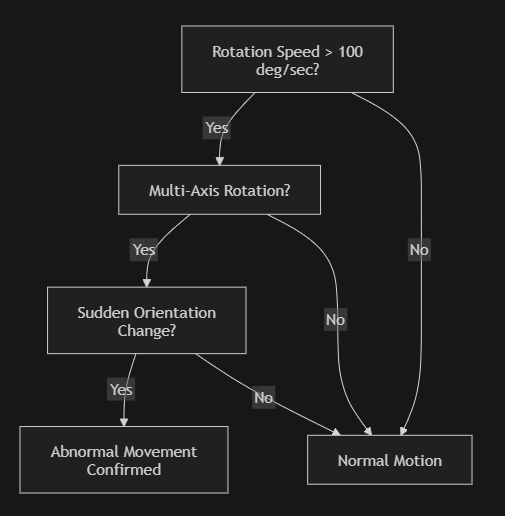 Rotation Speed > 100
deg/sec?
Yes
Multi-Axis Rotation?
Yes
No
Sudden Orientation
Change?
No
Yes
No
Abnormal Movement
Confirmed
Normal Motion